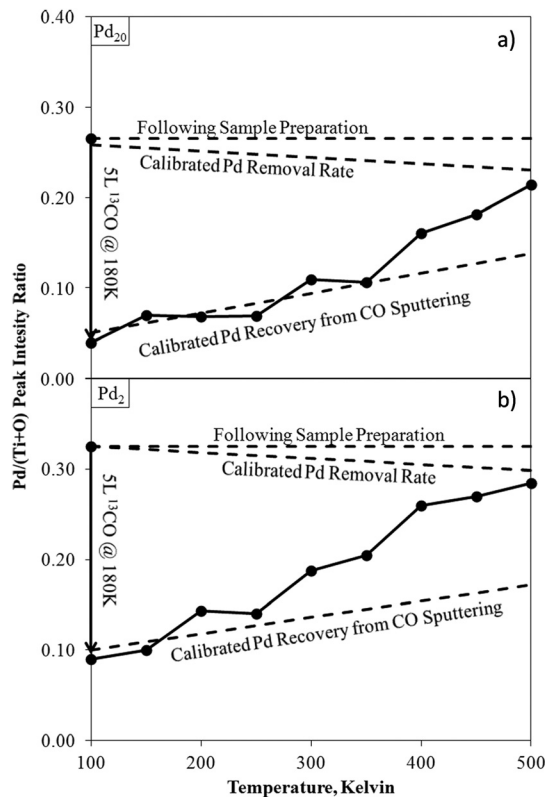 Pd20
a)
0.40
Following Sample Preparation
0.30
Calibrated Pd Removal Rate
5L 13CO @ 180K
0.20
0.10
Calibrated Pd Recovery from CO Sputtering
0.00
Pd/(Ti+O) Peak Intesity Ratio
Pd2
b)
Following Sample Preparation
0.30
Calibrated Pd Removal Rate
5L 13CO @ 180K
0.20
0.10
Calibrated Pd Recovery from CO Sputtering
0.00
100 200 300 400 500
Temperature, Kelvin